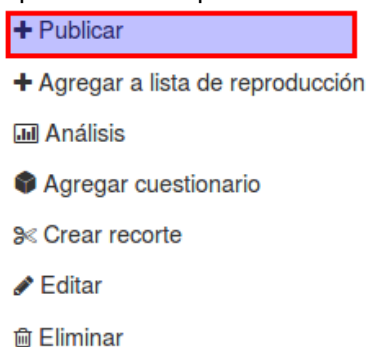 Publicar
Agregar a lista de reproducción
Análisis
Agregar cuestionario
Crear recorte
Editar
Eliminar